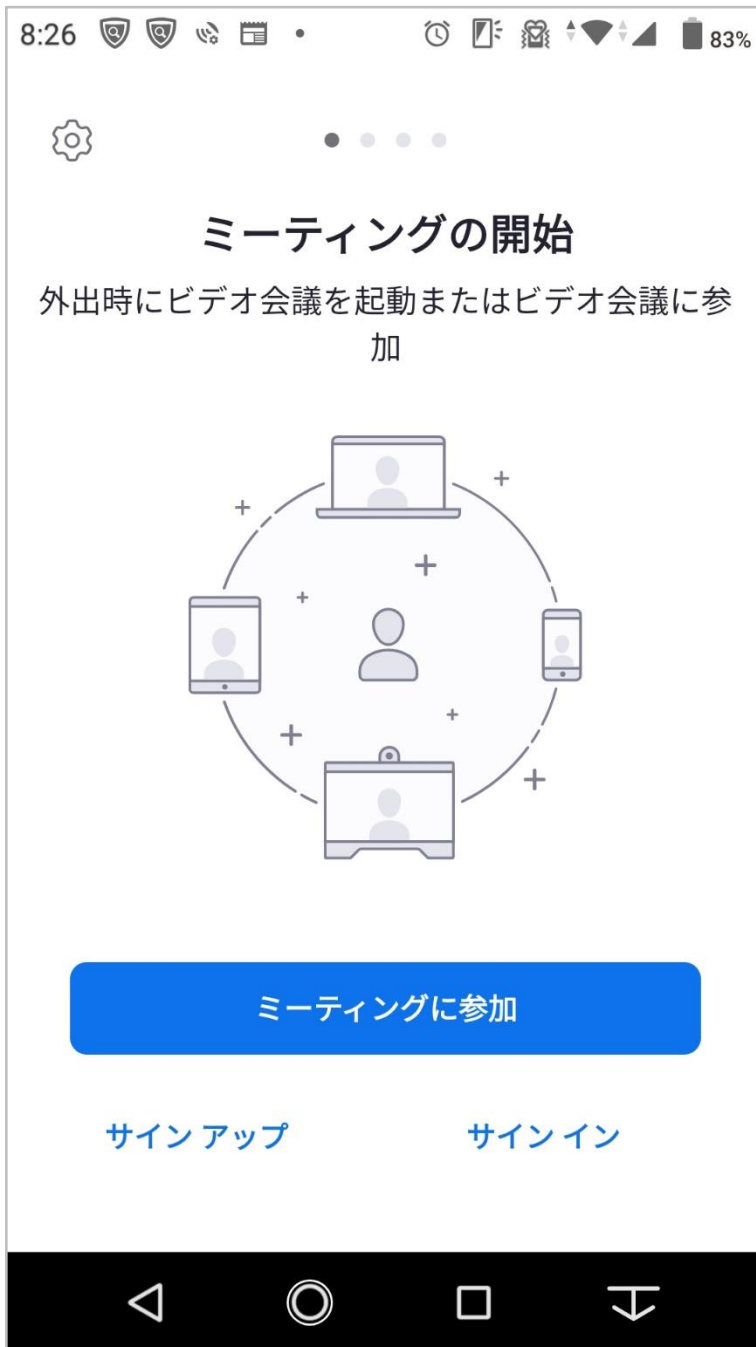 8:26
83%
ミーティングの開始
外出時にビデオ会議を起動またはビデオ会議に参
加
ミーティングに参加
サイン アップ
サイン イン